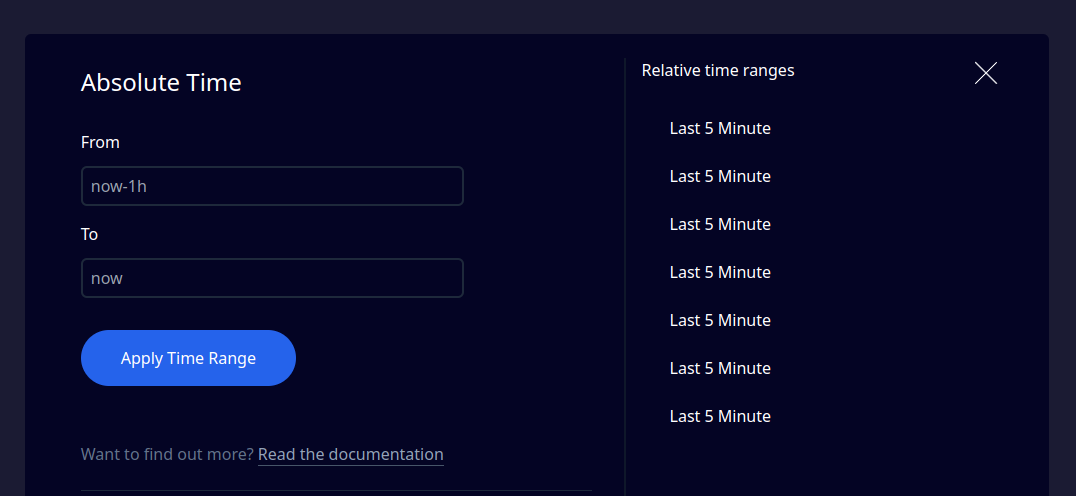 Absolute Time
From
now-1h
To
now
Apply Time Range
Want to find out more? Read the documentation
Relative time ranges
Last 5 Minute
Last 5 Minute
Last 5 Minute
Last 5 Minute
Last 5 Minute
Last 5 Minute
Last 5 Minute